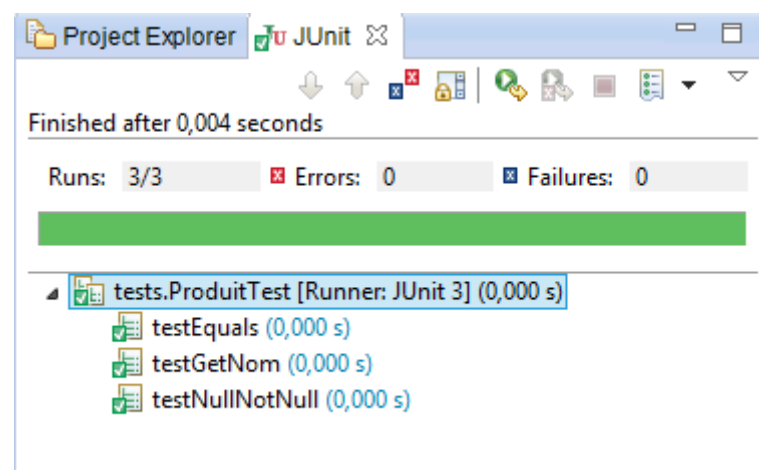 Project Explorer JUnit
Finished after 0,004 seconds
Runs: 3/3 Errors: 0 Failures: 0
tests.ProduitTest [Runner: JUnit 3] (0,000 s)
testEquals (0,000 s)
testGetNom (0,000 s)
testNullNotNull (0,000 s)